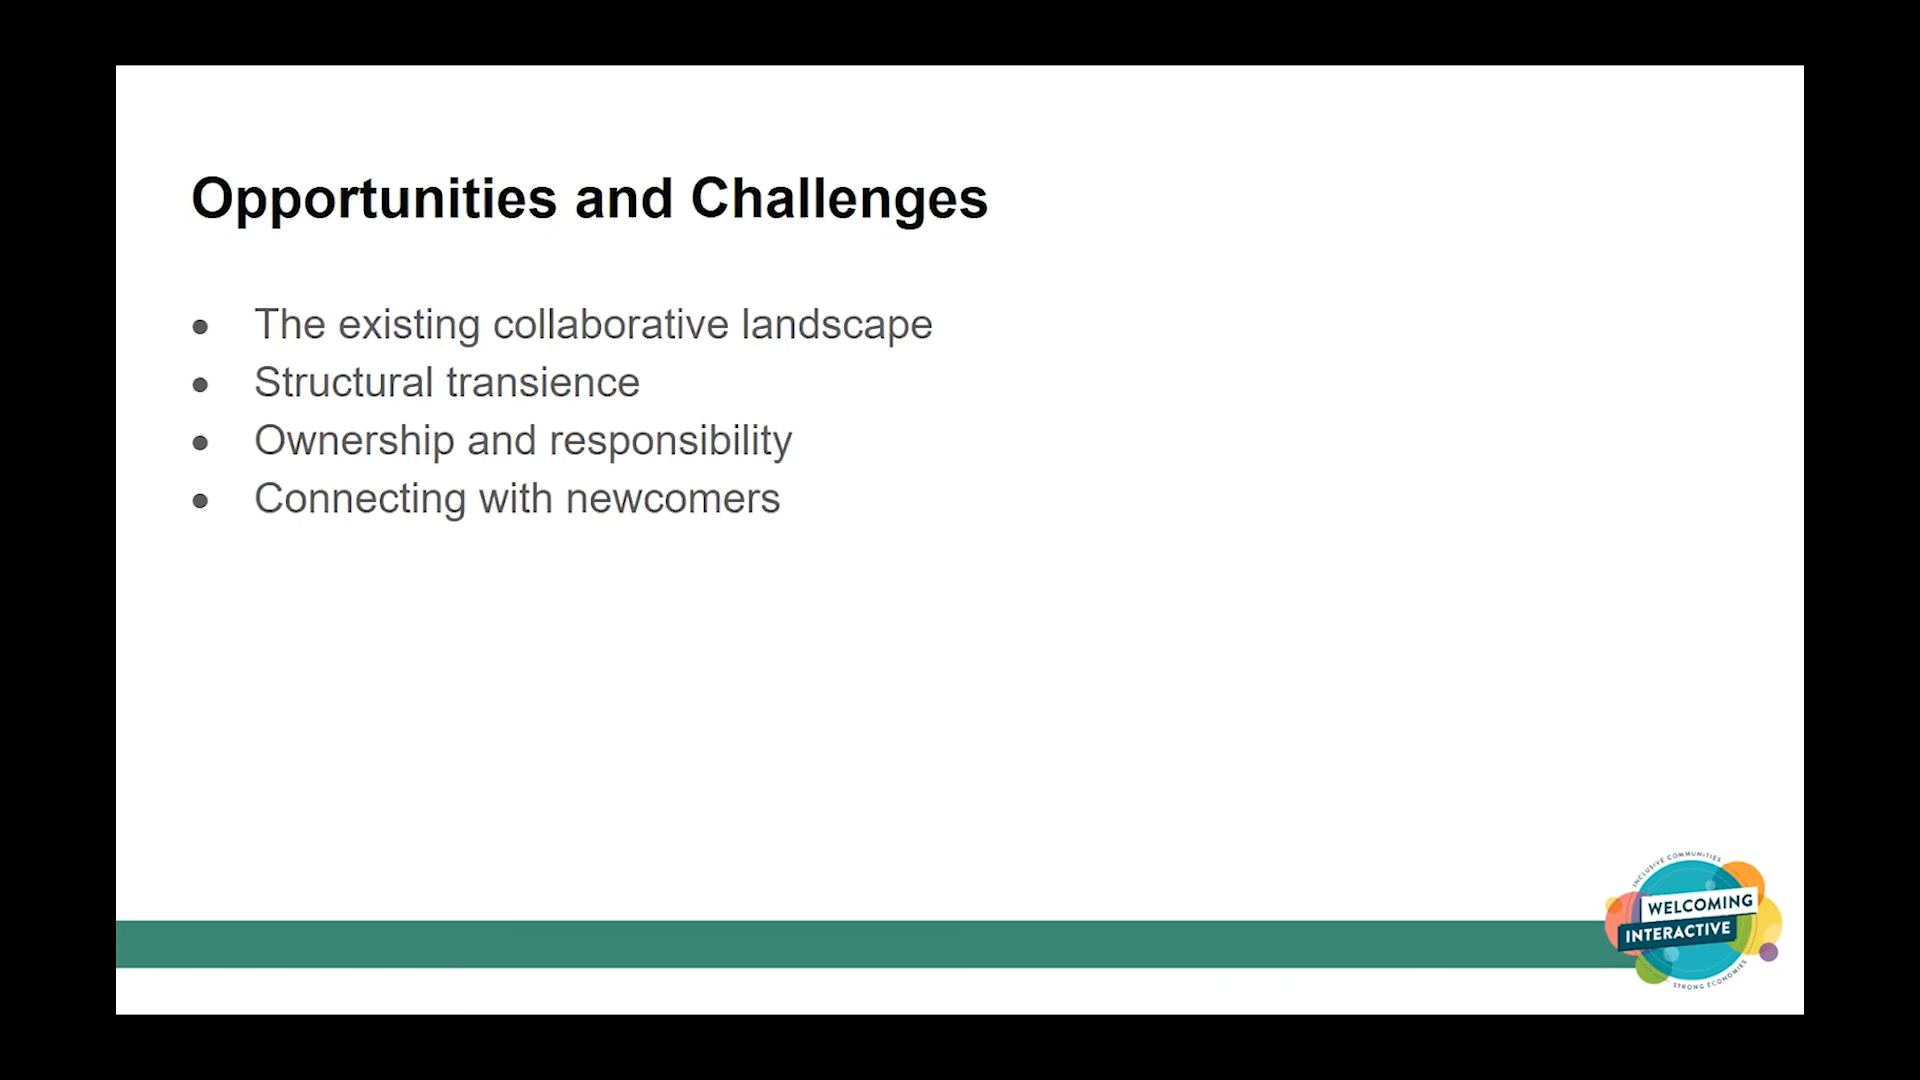 Opportunities and Challenges
● The existing collaborative landscape
● Structural transience
● Ownership and responsibility
● Connecting with newcomers
INCLUSIVE COMMUNITIES
WELCOMING
INTERACTIVE
STRONG ECONOMIES